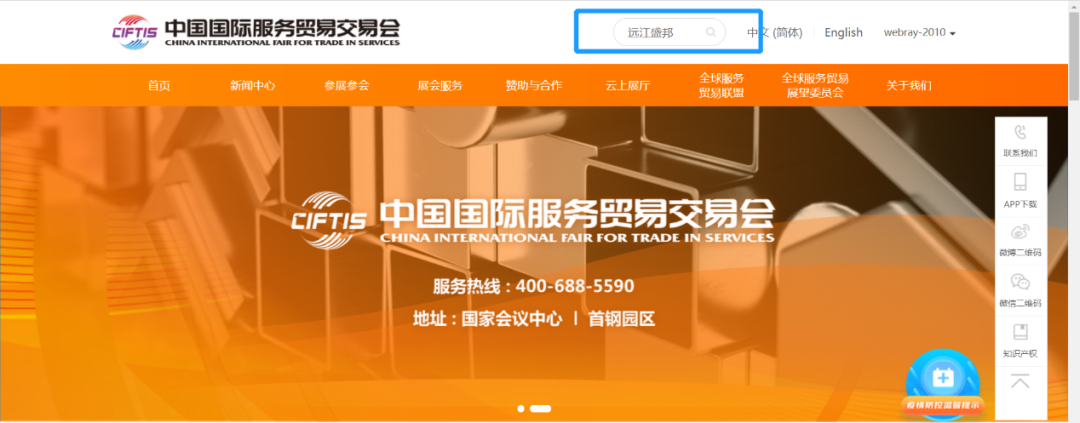 CIFTIS 中国国际服务贸易交易会
CHINA INTERNATIONAL FAIR FOR TRADE IN SERVICES
远江盛邦
中文 (简体)
English
webray-2010
首页
新闻中心
参展参会
展会服务
赞助与合作
云上展厅
全球服务
贸易联盟
全球服务贸易
展望委员会
关于我们
CIFTIS 中国国际服务贸易交易会
CHINA INTERNATIONAL FAIR FOR TRADE IN SERVICES
服务热线：400-688-5590
地址：国家会议中心 | 首钢园区
联系我们
APP下载
微博二维码
微信二维码
知识产权
疫情防控温馨提示